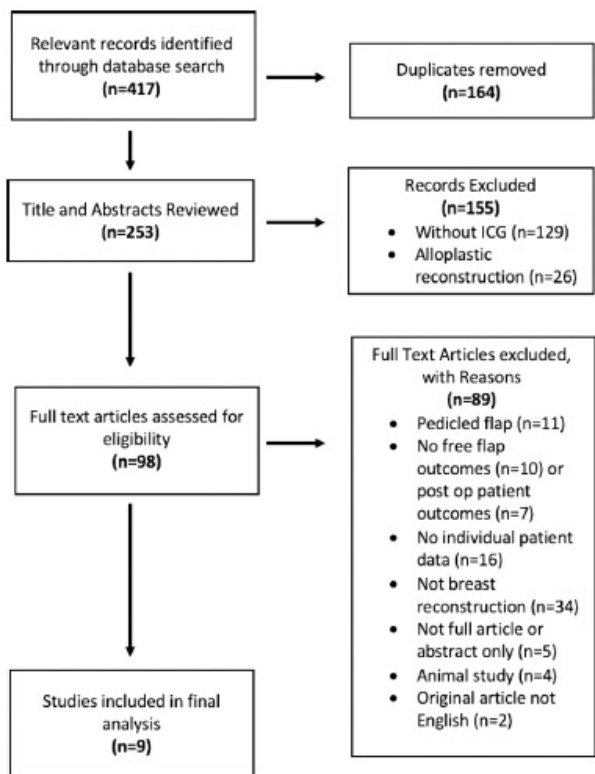 Relevant records identified
through database search
(n=417)
Duplicates removed
(n=164)
Title and Abstracts Reviewed
(n=253)
Records Excluded
(n=155)
• Without ICG (n=129)
• Alloplastic
reconstruction (n=26)
Full text articles assessed for
eligibility
(n=98)
Full Text Articles excluded,
with Reasons
(n=89)
• Pedicled flap (n=11)
• No free flap
outcomes (n=10) or
post op patient
outcomes (n=7)
• No individual patient
data (n=16)
• Not breast
reconstruction (n=34)
• Not full article or
abstract only (n=5)
• Animal study (n=4)
• Original article not
English (n=2)
Studies included in final
analysis
(n=9)